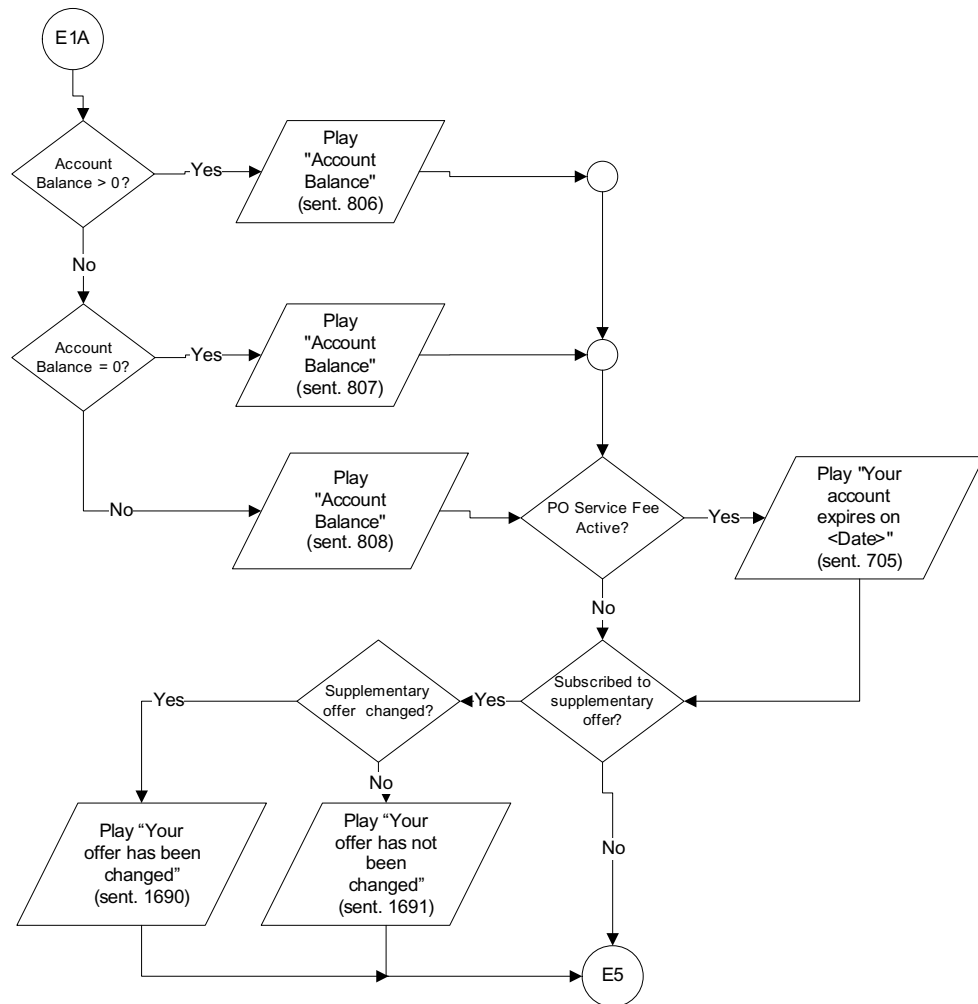 E1A
Account
Balance > 0?
Yes
Play
"Account
Balance"
(sent. 806)
No
Account
Balance = 0?
Yes
Play
"Account
Balance"
(sent. 807)
No
Play
"Account
Balance"
(sent. 808)
PO Service Fee
Active?
Yes
Play "Your
account
expires on
<Date>"
(sent. 705)
No
Subscribed to
supplementary
offer?
Yes
Supplementary
offer changed?
Yes
No
Play “Your
offer has been
changed”
(sent. 1690)
Play “Your
offer has not
been
changed”
(sent. 1691)
No
E5